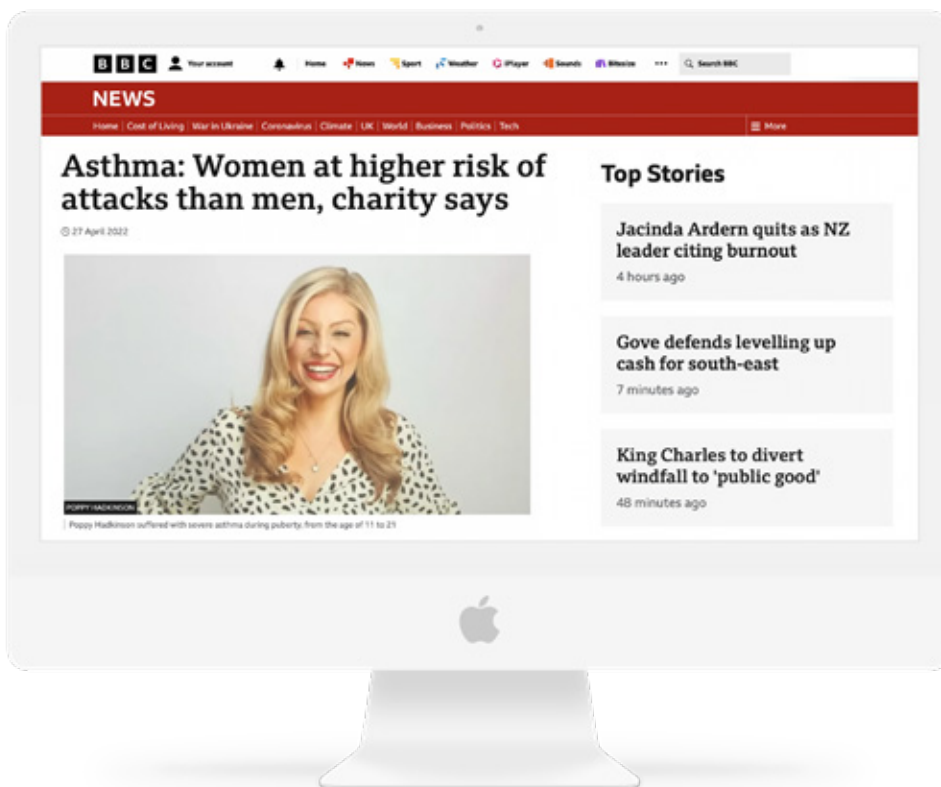 BBC Your account Home News Sport Weather iPlayer Sounds Bitesize Search BBC
NEWS
Home | Cost of Living | War in Ukraine | Coronavirus | Climate | UK | World | Business | Politics | Tech More
Asthma: Women at higher risk of
attacks than men, charity says
27 April 2022
POPPY HADKINSON
Poppy Hadkinson suffered with severe asthma during puberty, from the age of 11 to 21
Top Stories
Jacinda Ardern quits as NZ
leader citing burnout
4 hours ago
Gove defends levelling up
cash for south-east
7 minutes ago
King Charles to divert
windfall to 'public good'
48 minutes ago